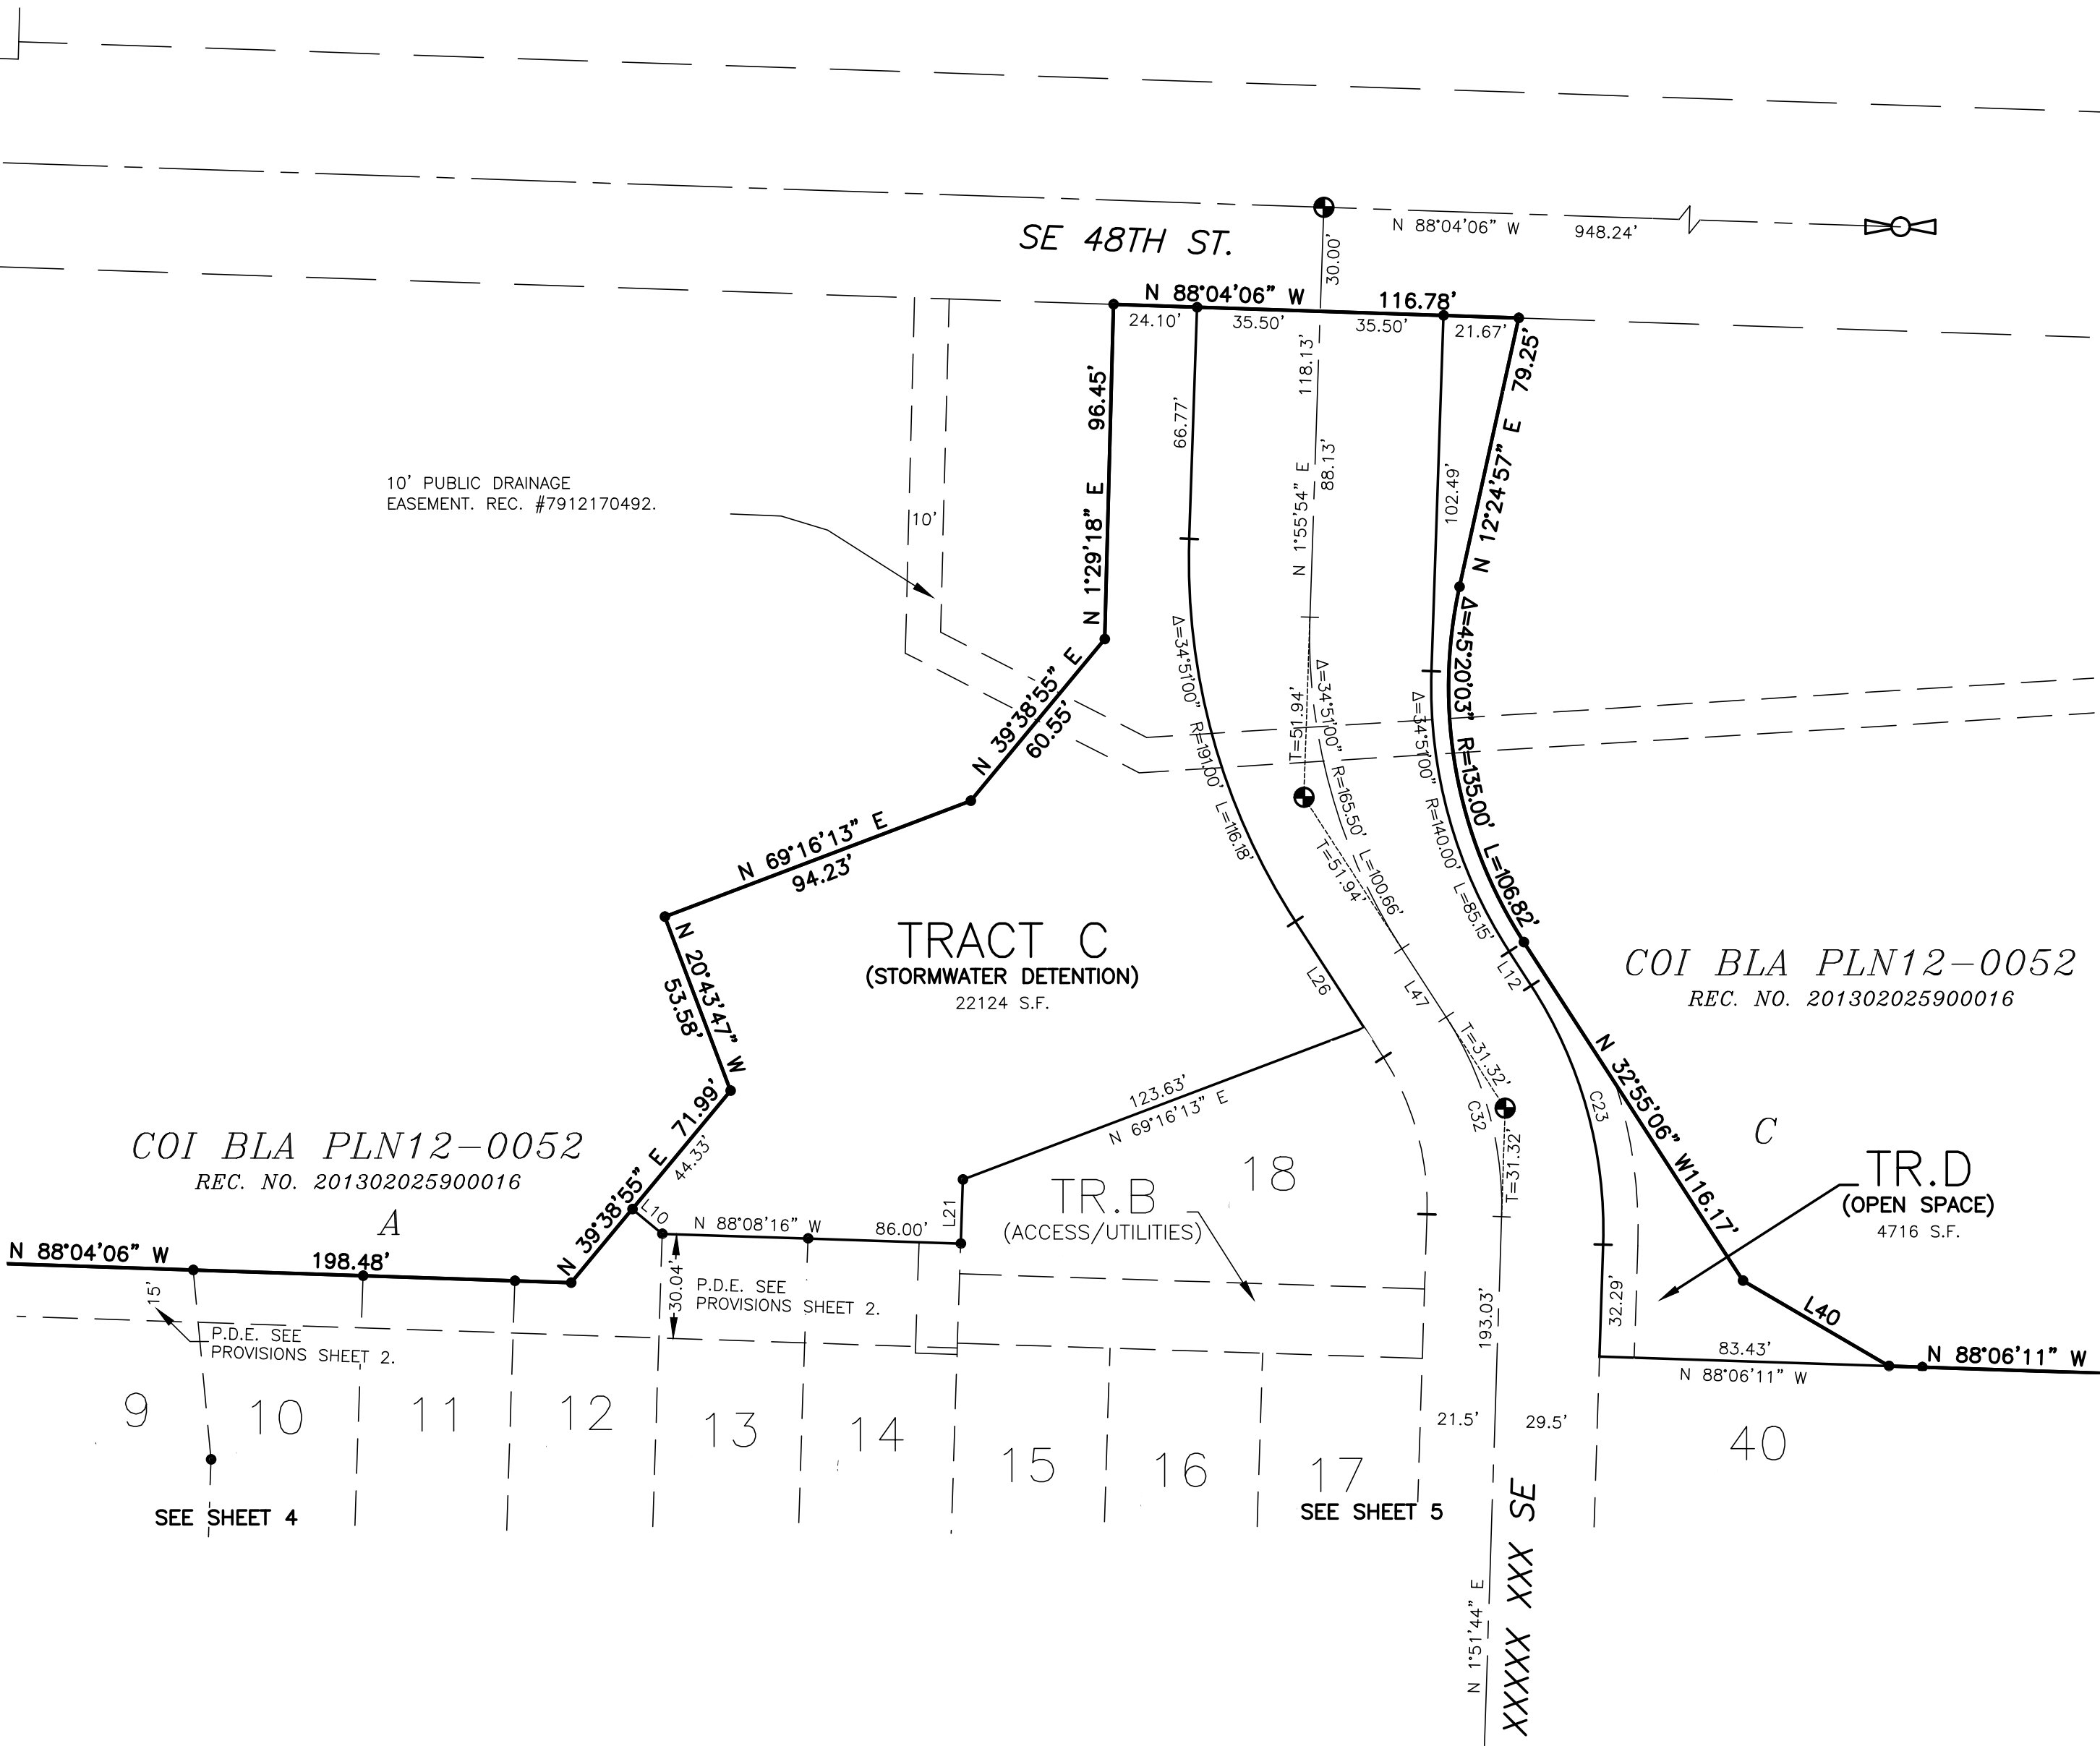 SE 48TH ST.
N 88°04'06" W 948.24'
30.00'
N 88°04'06" W 116.78'
24.10' 35.50' 35.50' 21.67'
96.45'
N 1°29'18" E
66.77'
118.13'
88.13'
N 1°55'54" E
102.49'
79.25'
N 12°24'57" E
10' PUBLIC DRAINAGE
EASEMENT. REC. #7912170492.
10'
Δ=34°51'00" R=191.00' L=116.18'
T=51.94'
Δ=34°51'00" R=165.50' L=100.66'
T=51.94'
Δ=34°51'00" R=140.00' L=85.15'
Δ=45°20'03" R=135.00' L=106.82'
N 39°38'55" E
60.55'
N 69°16'13" E
94.23'
N 20°43'47" W
53.58'
TRACT C
(STORMWATER DETENTION)
22124 S.F.
L26
L47
L12
COI BLA PLN12-0052
REC. NO. 201302025900016
T=31.32'
C32
T=31.32'
C23
N 32°55'06" W 116.17'
C
TR.D
(OPEN SPACE)
4716 S.F.
L40
123.63'
N 69°16'13" E
18
TR.B
(ACCESS/UTILITIES)
L21
COI BLA PLN12-0052
REC. NO. 201302025900016
A
N 39°38'55" E 71.99'
44.33'
L10
N 88°08'16" W 86.00'
N 88°04'06" W 198.48'
15'
P.D.E. SEE
PROVISIONS SHEET 2.
30.04'
P.D.E. SEE
PROVISIONS SHEET 2.
193.03'
32.29'
83.43'
N 88°06'11" W
N 88°06'11" W
21.5' 29.5'
9 10 11 12 13 14 15 16 17 40
SEE SHEET 4
SEE SHEET 5
N 1°51'44" E
XXXXX XXX SE